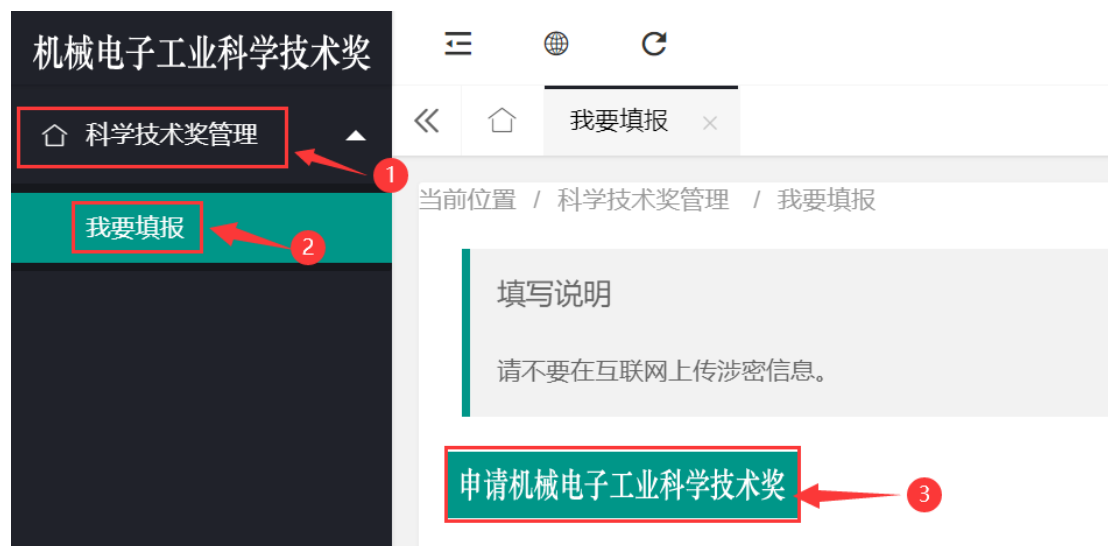 机械电子工业科学技术奖
科学技术奖管理
1
我要填报
2
我要填报 ×
当前位置 / 科学技术奖管理 / 我要填报
填写说明
请不要在互联网上传涉密信息。
申请机械电子工业科学技术奖
3